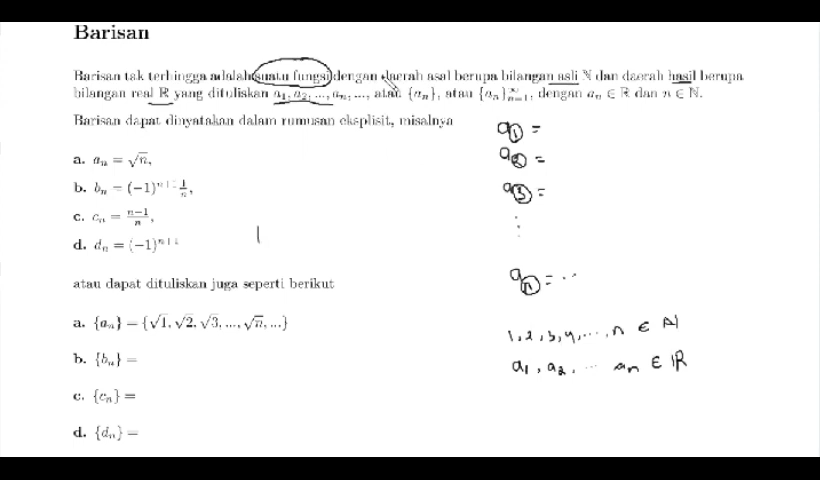 Barisan
Barisan tak terhingga adalah suatu fungsi dengan daerah asal berupa bilangan asli ℕ dan daerah hasil berupa
bilangan real ℝ yang dituliskan a₁, a₂, ..., aₙ, ..., atau {aₙ}, atau {aₙ}ₙ₌₁^∞, dengan aₙ ∈ ℝ dan n ∈ ℕ.
Barisan dapat dinyatakan dalam rumusan eksplisit, misalnya
a. aₙ = √n,
b. bₙ = (−1)ⁿ⁺¹ 1/n,
c. cₙ = (n−1)/n,
d. dₙ = (−1)ⁿ⁺¹
atau dapat dituliskan juga seperti berikut
a. {aₙ} = {√1, √2, √3, ..., √n, ...}
b. {bₙ} =
c. {cₙ} =
d. {dₙ} =
a₁ =
a₂ =
a₃ =
⋮
aₙ = ...
1, 2, 3, 4, ..., n ∈ ℕ
a₁, a₂, ... aₙ ∈ ℝ